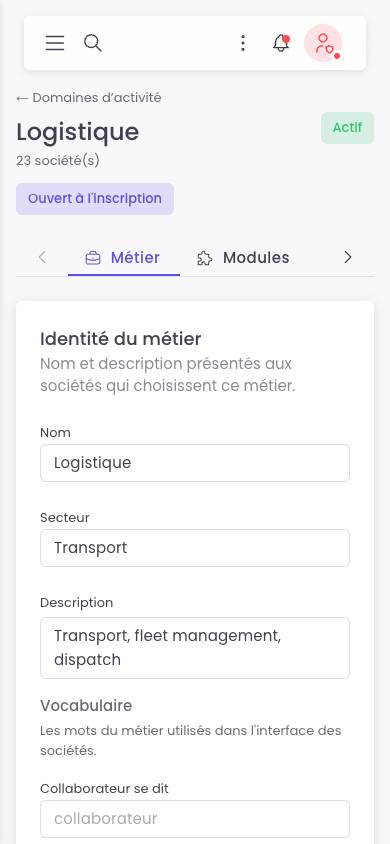 ← Domaines d'activité
Logistique
Actif
23 société(s)
Ouvert à l'inscription
Métier
Modules
Identité du métier
Nom et description présentés aux
sociétés qui choisissent ce métier.
Nom
Logistique
Secteur
Transport
Description
Transport, fleet management,
dispatch
Vocabulaire
Les mots du métier utilisés dans l'interface des
sociétés.
Collaborateur se dit
collaborateur